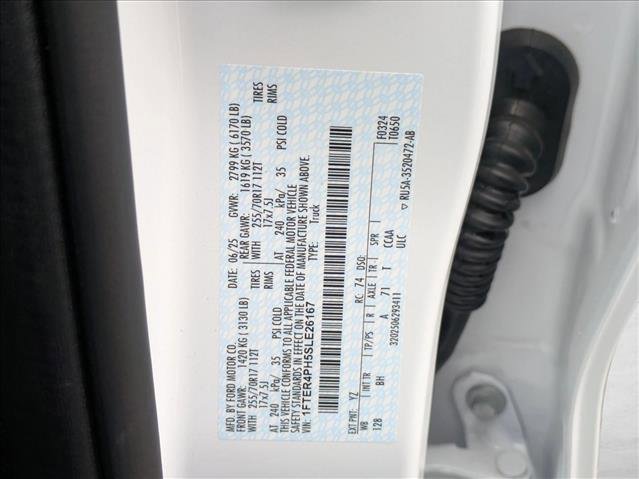 MFD. BY FORD MOTOR CO.
DATE: 06/25 GVWR: 2799 KG ( 6170 LB)
FRONT GAWR: 1420 KG ( 3130 LB) REAR GAWR: 1619 KG ( 3570 LB)
WITH 255/70R17 112T TIRES WITH 255/70R17 112T TIRES
17x7.5J RIMS 17x7.5J RIMS
AT 240 kPa/ 35 PSI COLD AT 240 kPa/ 35 PSI COLD
THIS VEHICLE CONFORMS TO ALL APPLICABLE FEDERAL MOTOR VEHICLE
SAFETY STANDARDS IN EFFECT ON THE DATE OF MANUFACTURE SHOWN ABOVE.
VIN: 1FTER4PH5SLE26167 Truck
F0324
T0650
EXT PNT: YZ RC: 74 DSO:
WB INT TR TP/PS R AXLE TR SPR
128 BH A 71 T CCAA
3202506293411 ULC
RU5A-3520472-AB